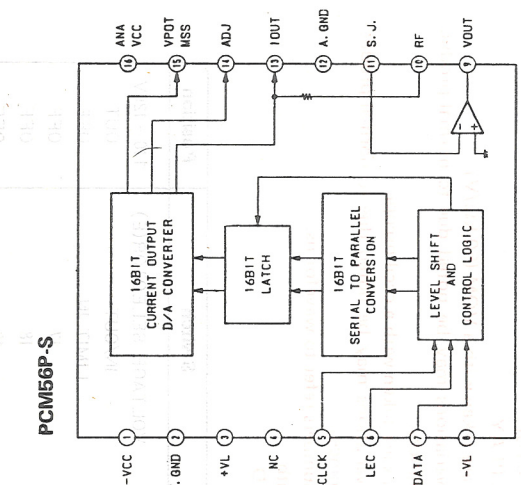 PCM56P-S
ANA
VCC
VPOT
MSS
ADJ
IOUT
A.GND
S.J.
RF
VOUT
16
15
14
13
12
11
10
9
16BIT
CURRENT OUTPUT
D/A CONVERTER
16BIT
LATCH
16BIT
SERIAL TO PARALLEL
CONVERSION
LEVEL SHIFT
AND
CONTROL LOGIC
1
2
3
4
5
6
7
8
-VCC
. GND
+VL
NC
CLCK
LEC
DATA
-VL